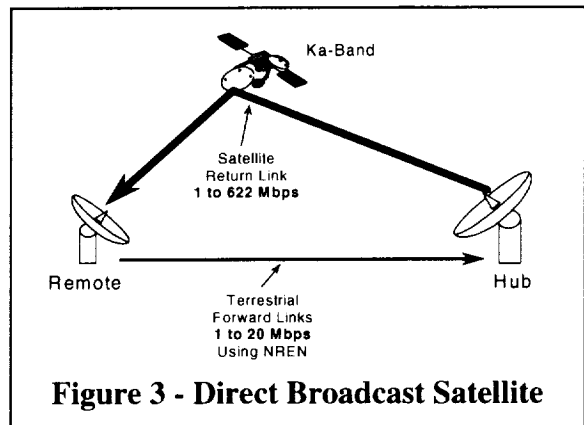 Ka-Band
Satellite
Return Link
1 to 622 Mbps
Remote
Hub
Terrestrial
Forward Links
1 to 20 Mbps
Using NREN
Figure 3 - Direct Broadcast Satellite